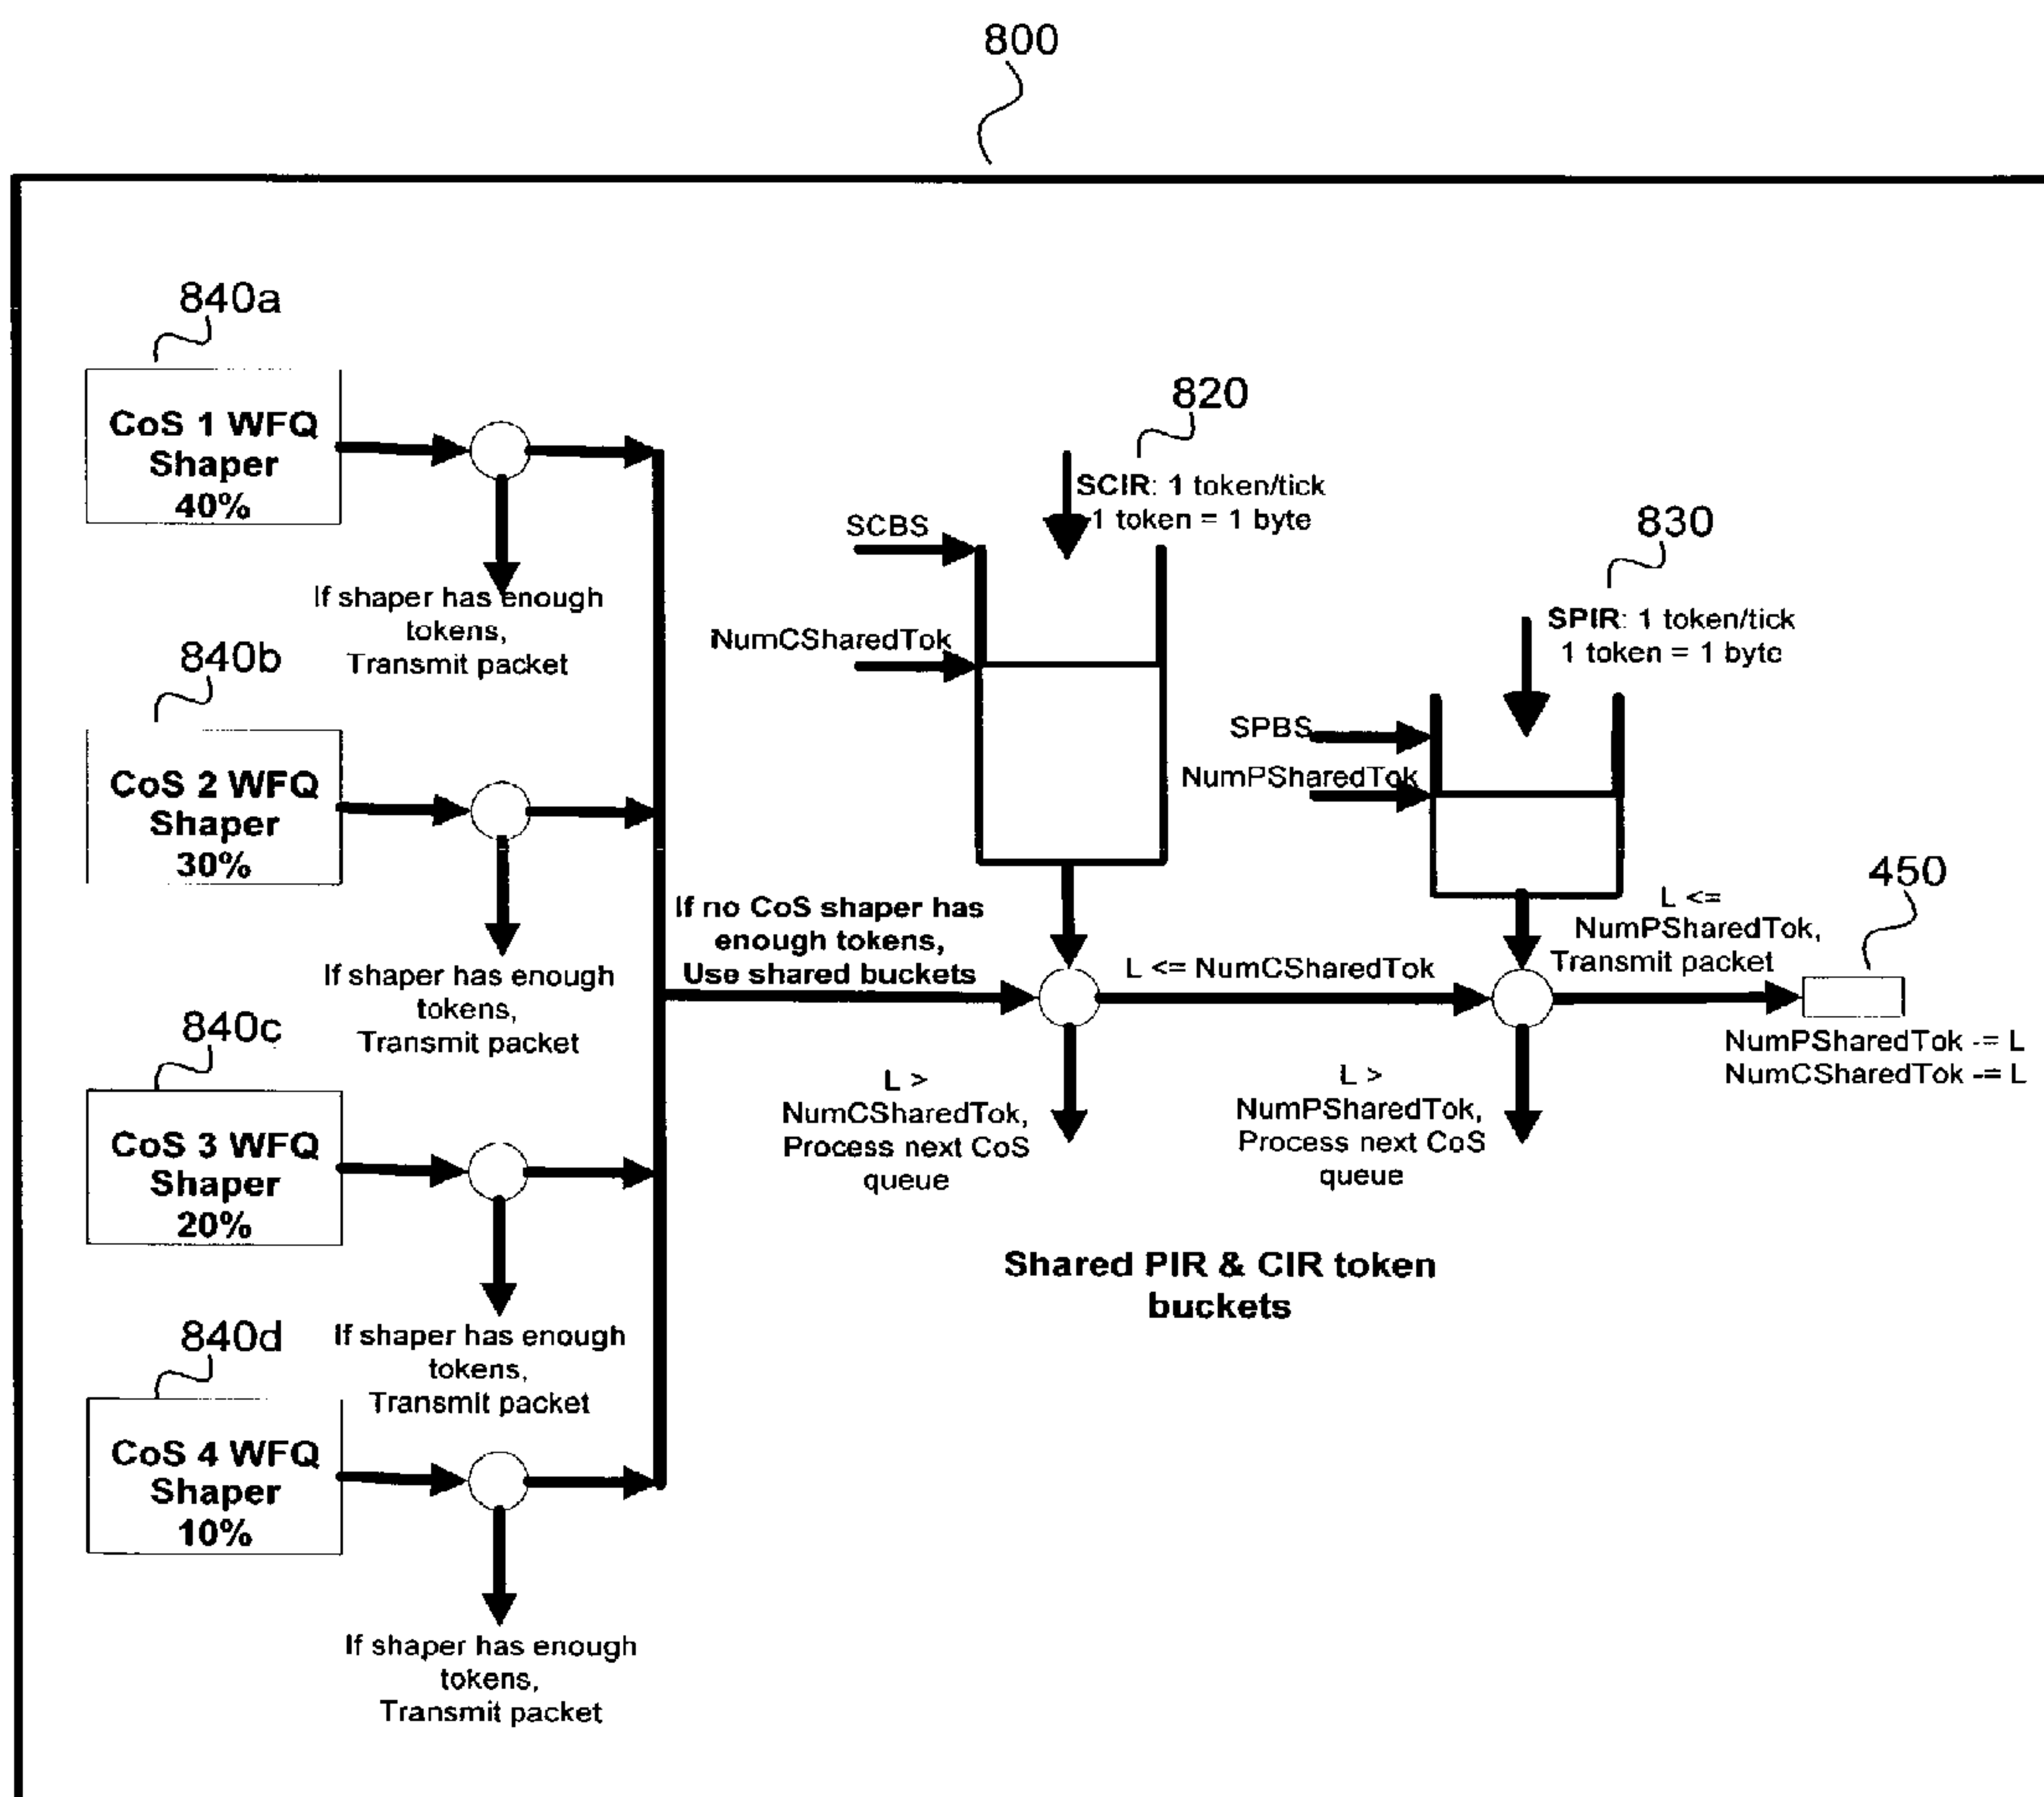 800
840a
CoS 1 WFQ
Shaper
40%
If shaper has enough
tokens,
Transmit packet
840b
CoS 2 WFQ
Shaper
30%
If shaper has enough
tokens,
Transmit packet
840c
CoS 3 WFQ
Shaper
20%
If shaper has enough
tokens,
Transmit packet
840d
CoS 4 WFQ
Shaper
10%
If shaper has enough
tokens,
Transmit packet
If no CoS shaper has
enough tokens,
Use shared buckets
820
SCIR: 1 token/tick
1 token = 1 byte
SCBS
NumCSharedTok
L <= NumCSharedTok
L >
NumCSharedTok,
Process next CoS
queue
830
SPIR: 1 token/tick
1 token = 1 byte
SPBS
NumPSharedTok
L <=
NumPSharedTok,
Transmit packet
L >
NumPSharedTok,
Process next CoS
queue
450
NumPSharedTok -= L
NumCSharedTok -= L
Shared PIR & CIR token
buckets